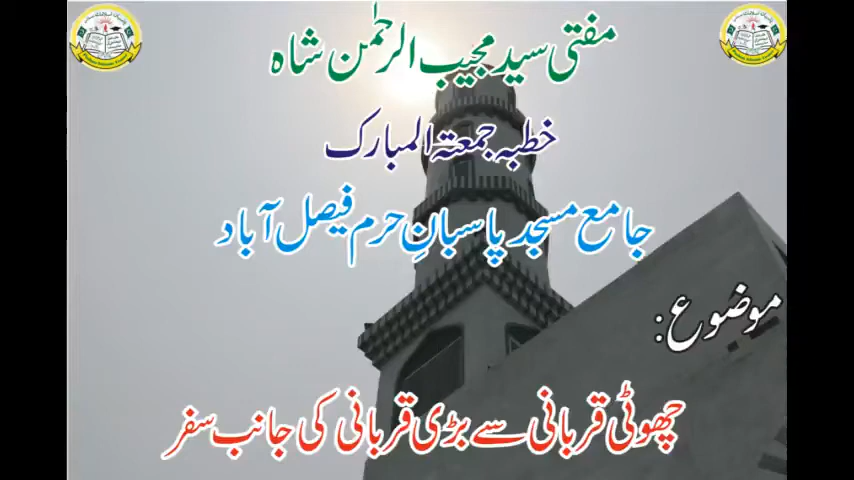 مفتی سید مجیب الرحمٰن شاہ
خطبہ جمعۃ المبارک
جامع مسجد پاسبانِ حرم فیصل آباد
موضوع:
چھوٹی قربانی سے بڑی قربانی کی جانب سفر